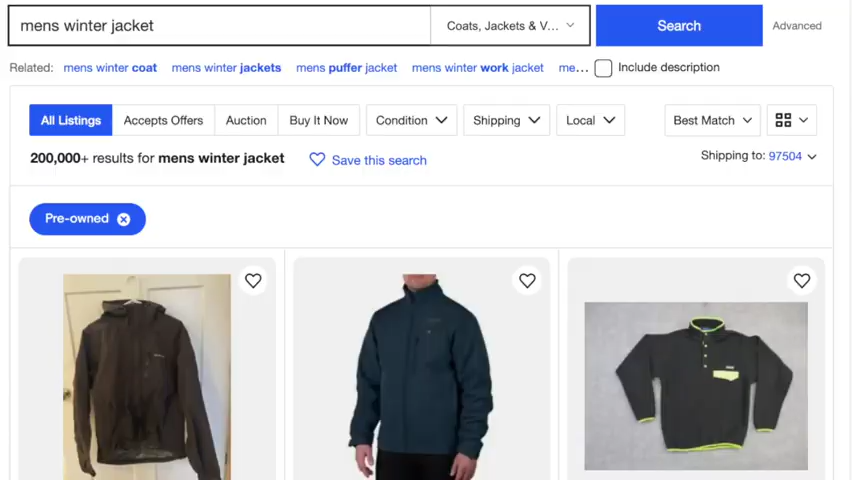 mens winter jacket Coats, Jackets & V... Search Advanced
Related: mens winter coat mens winter jackets mens puffer jacket mens winter work jacket me... Include description
All Listings Accepts Offers Auction Buy It Now Condition Shipping Local Best Match
200,000+ results for mens winter jacket Save this search Shipping to: 97504
Pre-owned